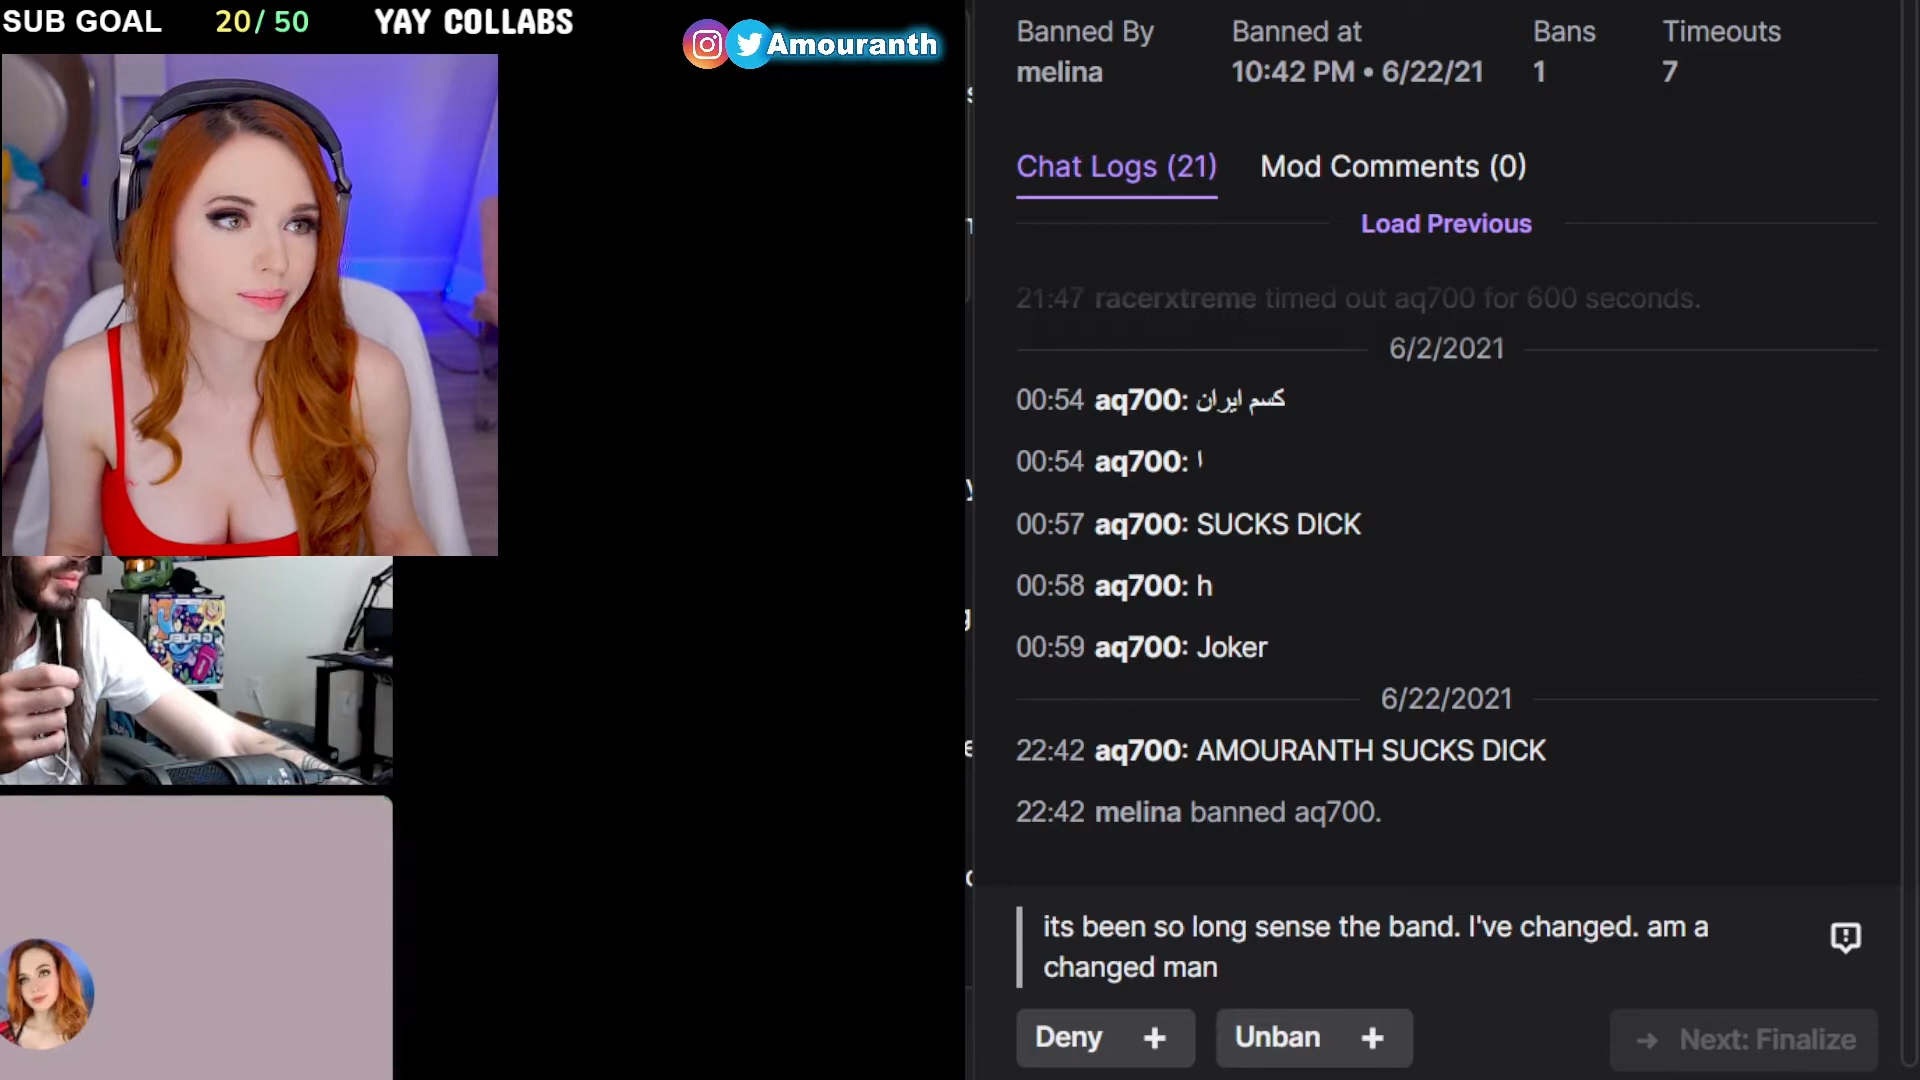 SUB GOAL 20/ 50 YAY COLLABS
Amouranth
Banned By Banned at Bans Timeouts
melina 10:42 PM • 6/22/21 1 7
Chat Logs (21) Mod Comments (0)
Load Previous
21:47 racerxtreme timed out aq700 for 600 seconds.
6/2/2021
00:54 aq700: كسم ايران
00:54 aq700: ا
00:57 aq700: SUCKS DICK
00:58 aq700: h
00:59 aq700: Joker
6/22/2021
22:42 aq700: AMOURANTH SUCKS DICK
22:42 melina banned aq700.
its been so long sense the band. I've changed. am a
changed man
Deny + Unban + → Next: Finalize